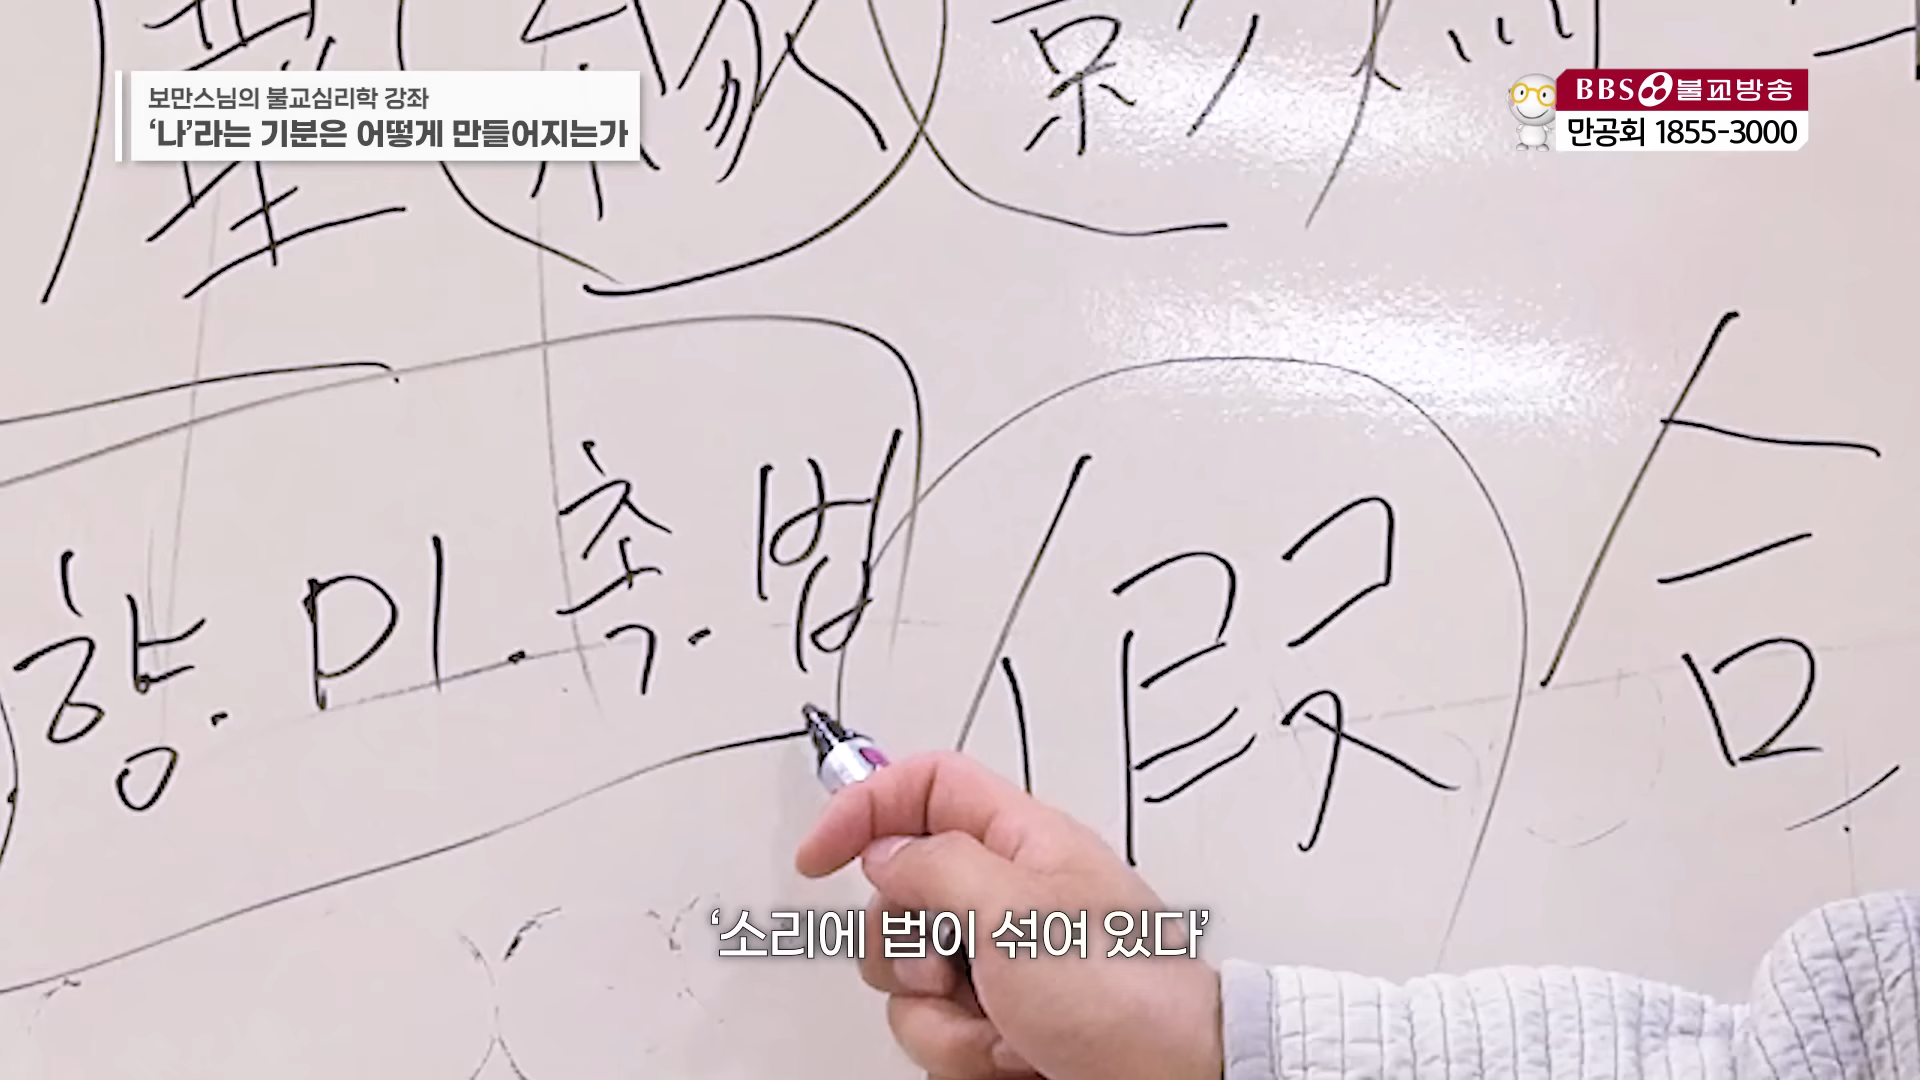 보만스님의 불교심리학 강좌
‘나’라는 기분은 어떻게 만들어지는가
BBS 불교방송
만공회 1855-3000
향. 미. 촉. 법
假 合
‘소리에 법이 섞여 있다’